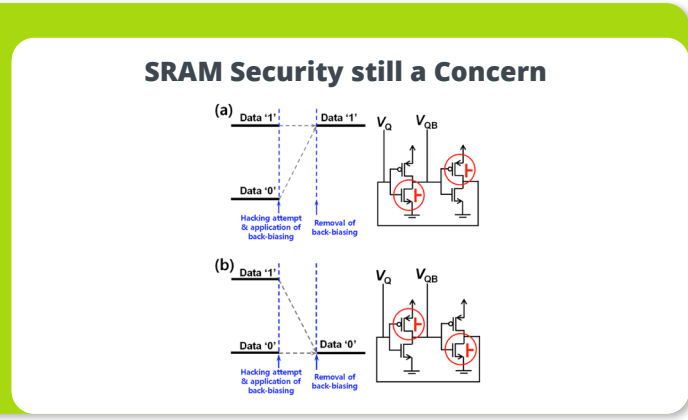 SRAM Security still a Concern
(a)
Data '1'
Data '1'
V_Q
V_QB
Data '0'
Hacking attempt
& application of
back-biasing
Removal of
back-biasing
(b)
Data '1'
V_Q
V_QB
Data '0'
Data '0'
Hacking attempt
& application of
back-biasing
Removal of
back-biasing